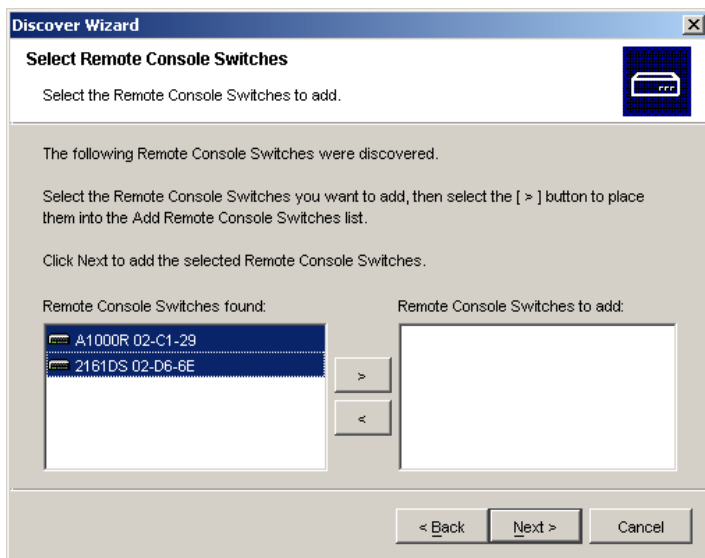 Discover Wizard
Select Remote Console Switches
Select the Remote Console Switches to add.
The following Remote Console Switches were discovered.
Select the Remote Console Switches you want to add, then select the [ > ] button to place
them into the Add Remote Console Switches list.
Click Next to add the selected Remote Console Switches.
Remote Console Switches found:
Remote Console Switches to add:
A1000R 02-C1-29
2161DS 02-D6-6E
>
<
< Back
Next >
Cancel